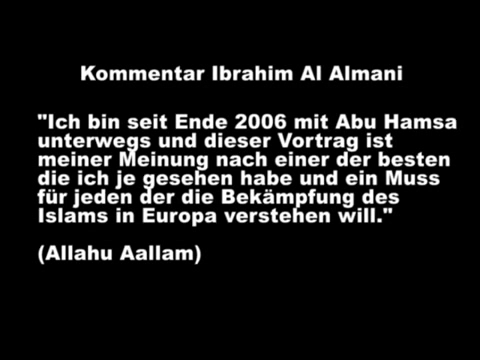 Kommentar Ibrahim Al Almani
"Ich bin seit Ende 2006 mit Abu Hamsa
unterwegs und dieser Vortrag ist
meiner Meinung nach einer der besten
die ich je gesehen habe und ein Muss
für jeden der die Bekämpfung des
Islams in Europa verstehen will."
(Allahu Aallam)